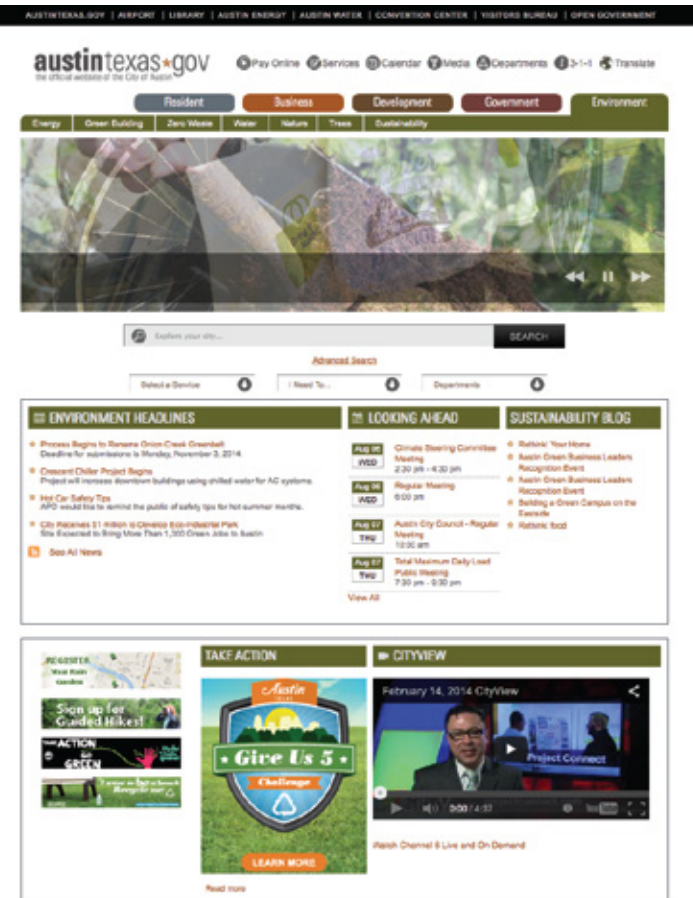 AUSTINTEXAS.GOV | AIRPORT | LIBRARY | AUSTIN ENERGY | AUSTIN WATER | CONVENTION CENTER | VISITORS BUREAU | OPEN GOVERNMENT
austintexas.gov
the official website of the City of Austin
Pay Online Services Calendar Media Departments 3-1-1 Translate
Resident Business Development Government Environment
Energy Green Building Zero Waste Water Nature Trees Sustainability
Explore your city...
SEARCH
Advanced Search
Select a Service I Need To... Departments
ENVIRONMENT HEADLINES
Process Begins to Rename Onion Creek Greenbelt
Deadline for submissions is Monday, November 3, 2014.
Crescent Chiller Project Begins
Project will increase downtown buildings using chilled water for AC systems.
Hot Car Safety Tips
APD would like to remind the public of safety tips for hot summer months.
City Receives $1 million to Develop Eco-Industrial Park
Site Expected to Bring More Than 1,300 Green Jobs to Austin
See All News
LOOKING AHEAD
Aug 06
WED
Climate Steering Committee
Meeting
2:30 pm - 4:30 pm
Aug 06
WED
Regular Meeting
6:00 pm
Aug 07
THU
Austin City Council - Regular
Meeting
10:00 am
Aug 07
THU
Total Maximum Daily Load
Public Meeting
7:30 pm - 9:30 pm
View All
SUSTAINABILITY BLOG
Rethink Your Home
Austin Green Business Leaders
Recognition Event
Austin Green Business Leaders
Recognition Event
Building a Green Campus on the
Eastside
Rethink food
REGISTER
Your Rain
Garden
Sign up for
Guided Hikes!
ACTION
GREEN
Recycle me
TAKE ACTION
Austin
Give Us 5
Challenge
LEARN MORE
Read more
CITYVIEW
February 14, 2014 CityView
Project Connect
0:00 / 4:37
YouTube
Watch Channel 6 Live and On Demand